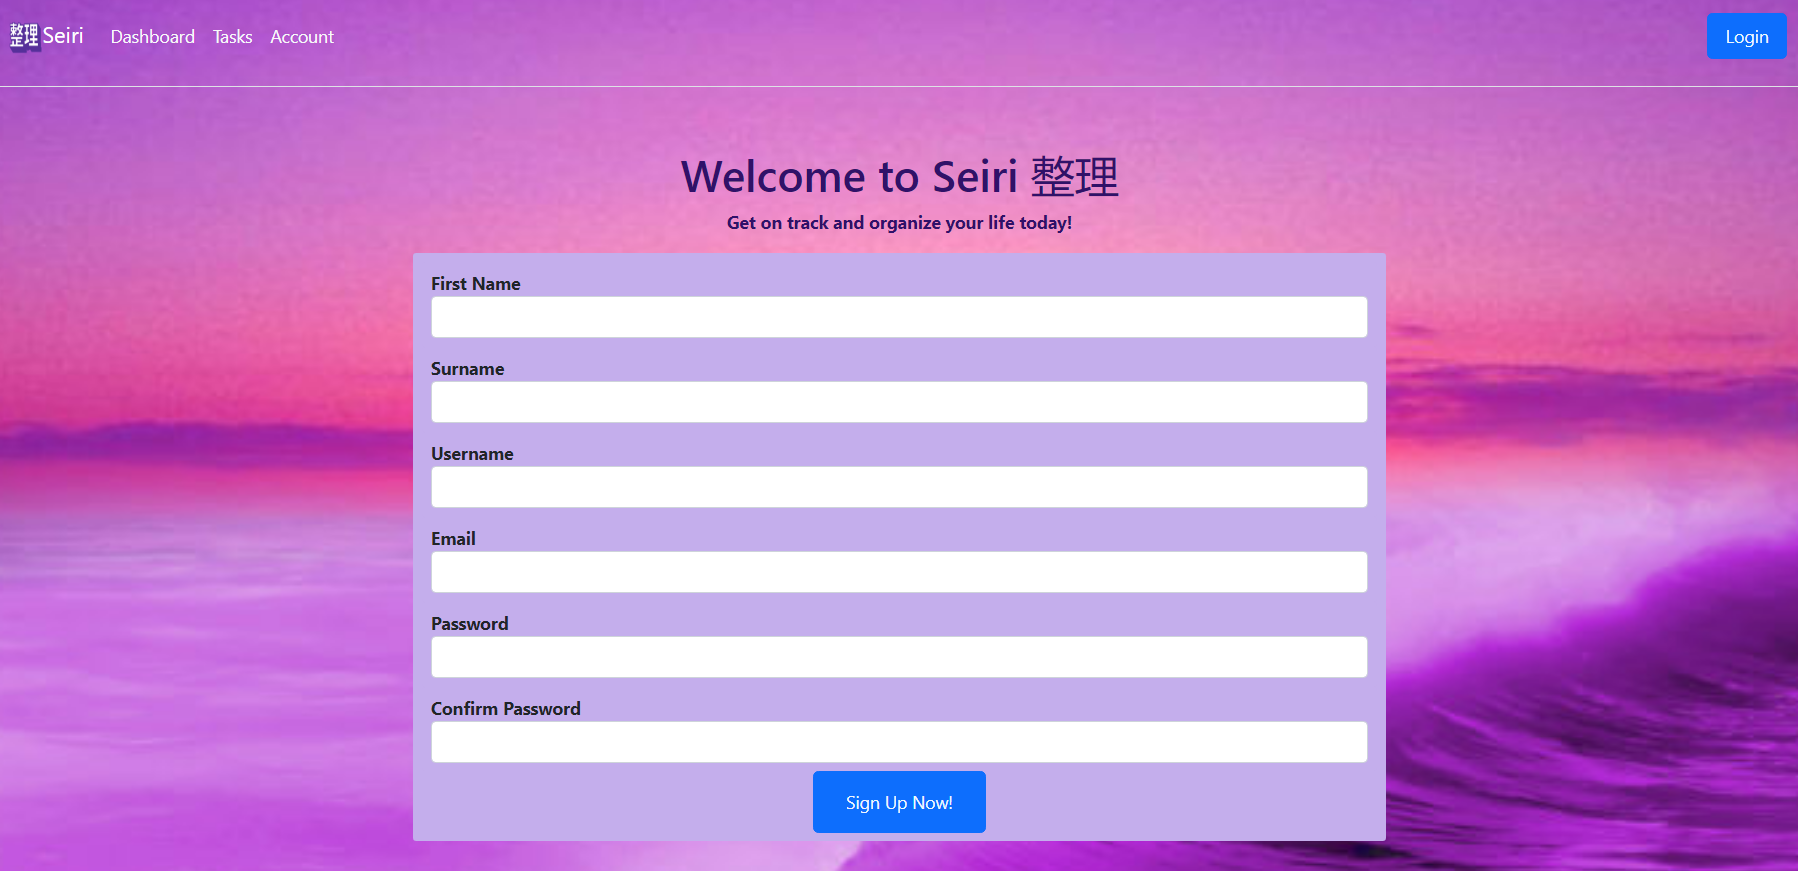 整理 Seiri Dashboard Tasks Account Login
Welcome to Seiri 整理
Get on track and organize your life today!
First Name
Surname
Username
Email
Password
Confirm Password
Sign Up Now!